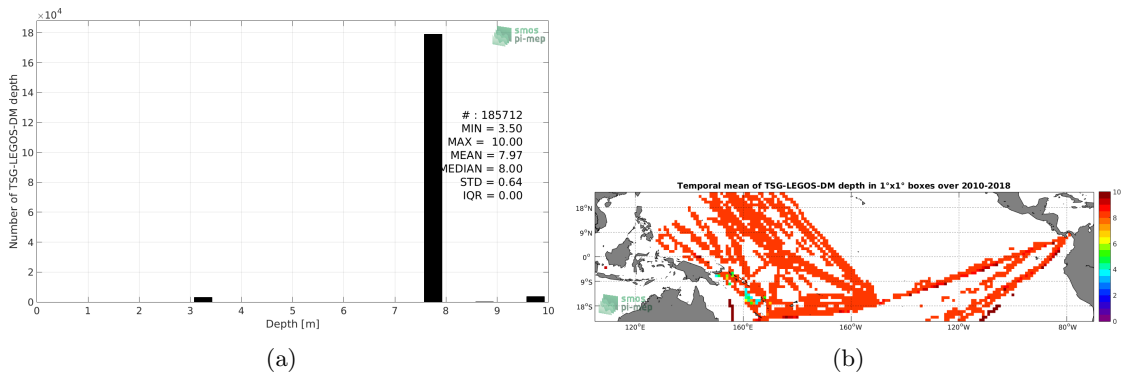 ×10⁴
18
16
14
12
10
8
6
4
2
0
Number of TSG-LEGOS-DM depth
smos
pi-mep
# : 185712
MIN = 3.50
MAX = 10.00
MEAN = 7.97
MEDIAN = 8.00
STD = 0.64
IQR = 0.00
0 1 2 3 4 5 6 7 8 9 10
Depth [m]
(a)
Temporal mean of TSG-LEGOS-DM depth in 1°x1° boxes over 2010-2018
18°N
9°N
0°
9°S
18°S
smos
pi-mep
120°E 160°E 160°W 120°W 80°W
10
8
6
4
2
0
(b)